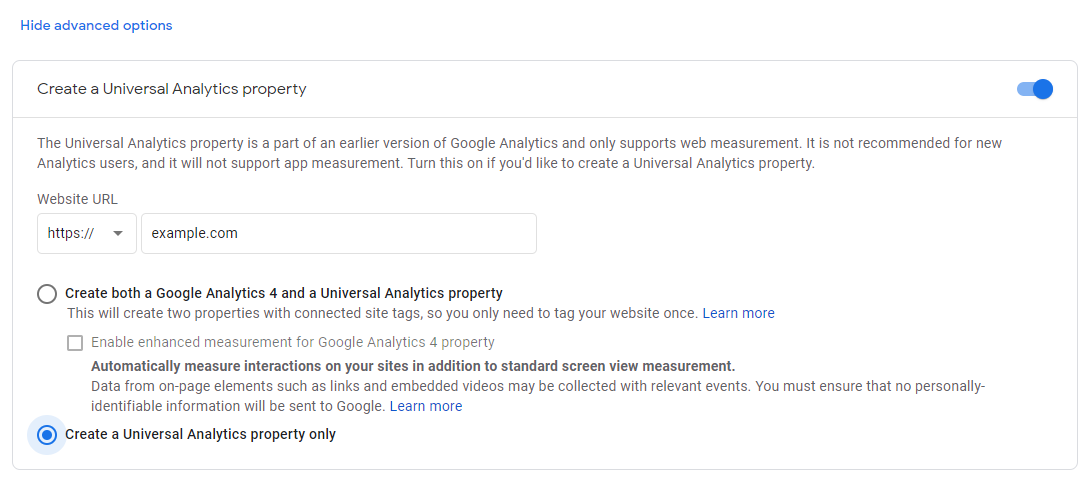 Hide advanced options
Create a Universal Analytics property
The Universal Analytics property is a part of an earlier version of Google Analytics and only supports web measurement. It is not recommended for new
Analytics users, and it will not support app measurement. Turn this on if you'd like to create a Universal Analytics property.
Website URL
https:// example.com
Create both a Google Analytics 4 and a Universal Analytics property
This will create two properties with connected site tags, so you only need to tag your website once. Learn more
Enable enhanced measurement for Google Analytics 4 property
Automatically measure interactions on your sites in addition to standard screen view measurement.
Data from on-page elements such as links and embedded videos may be collected with relevant events. You must ensure that no personally-
identifiable information will be sent to Google. Learn more
Create a Universal Analytics property only